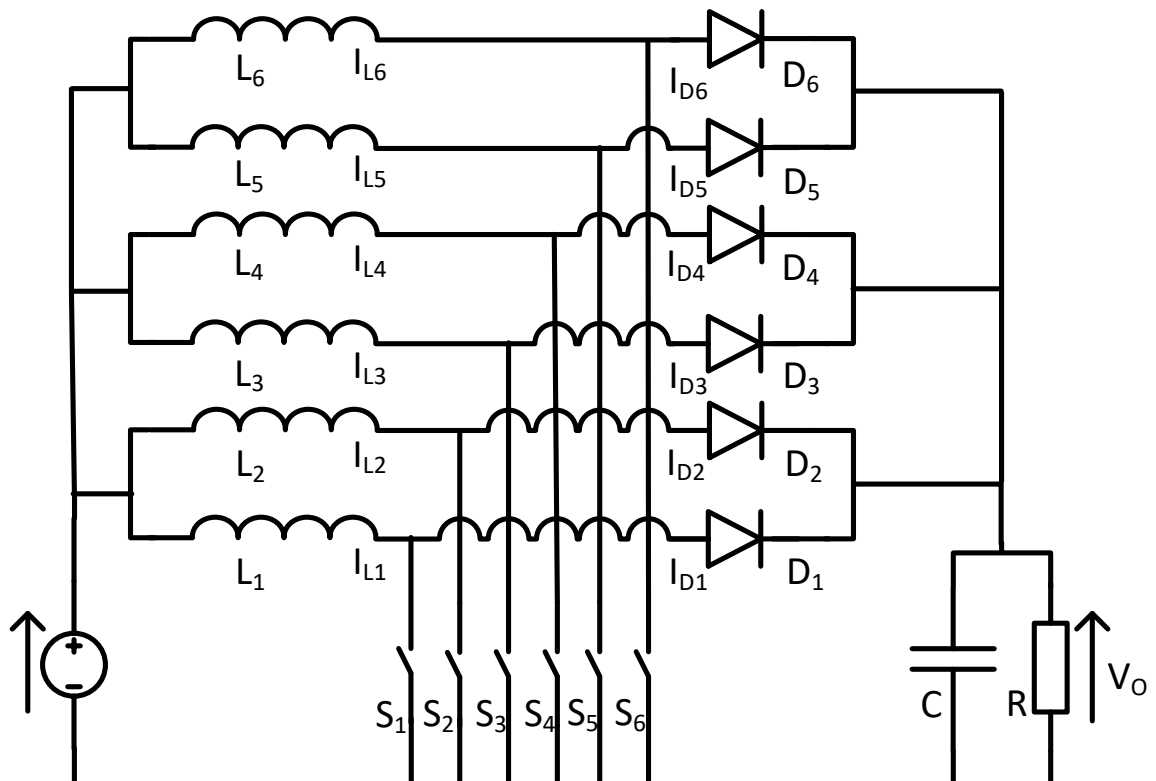 L6 IL6 ID6 D6
L5 IL5 ID5 D5
L4 IL4 ID4 D4
L3 IL3 ID3 D3
L2 IL2 ID2 D2
L1 IL1 ID1 D1
+
-
S1 S2 S3 S4 S5 S6 C R VO